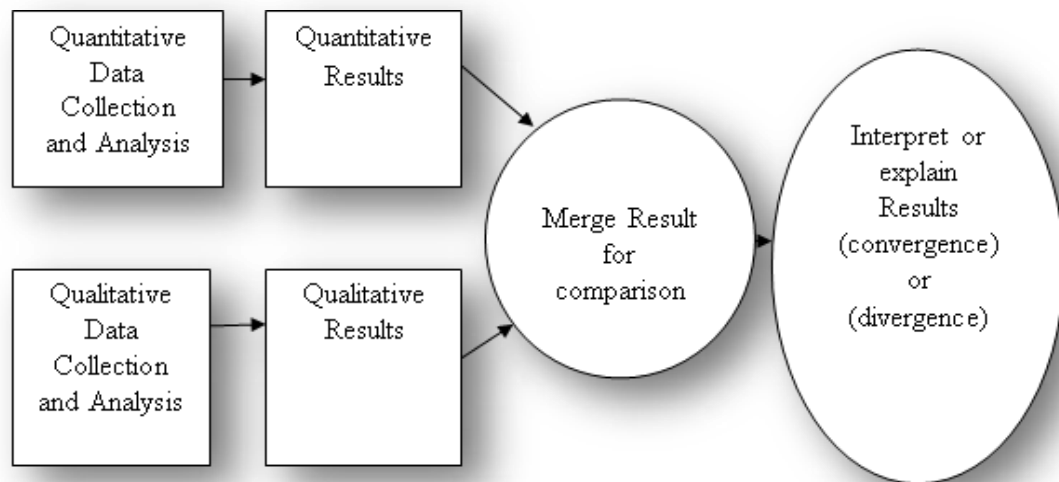 Quantitative
Data
Collection
and Analysis
Quantitative
Results
Qualitative
Data
Collection
and Analysis
Qualitative
Results
Merge Result
for
comparison
Interpret or
explain
Results
(convergence)
or
(divergence)